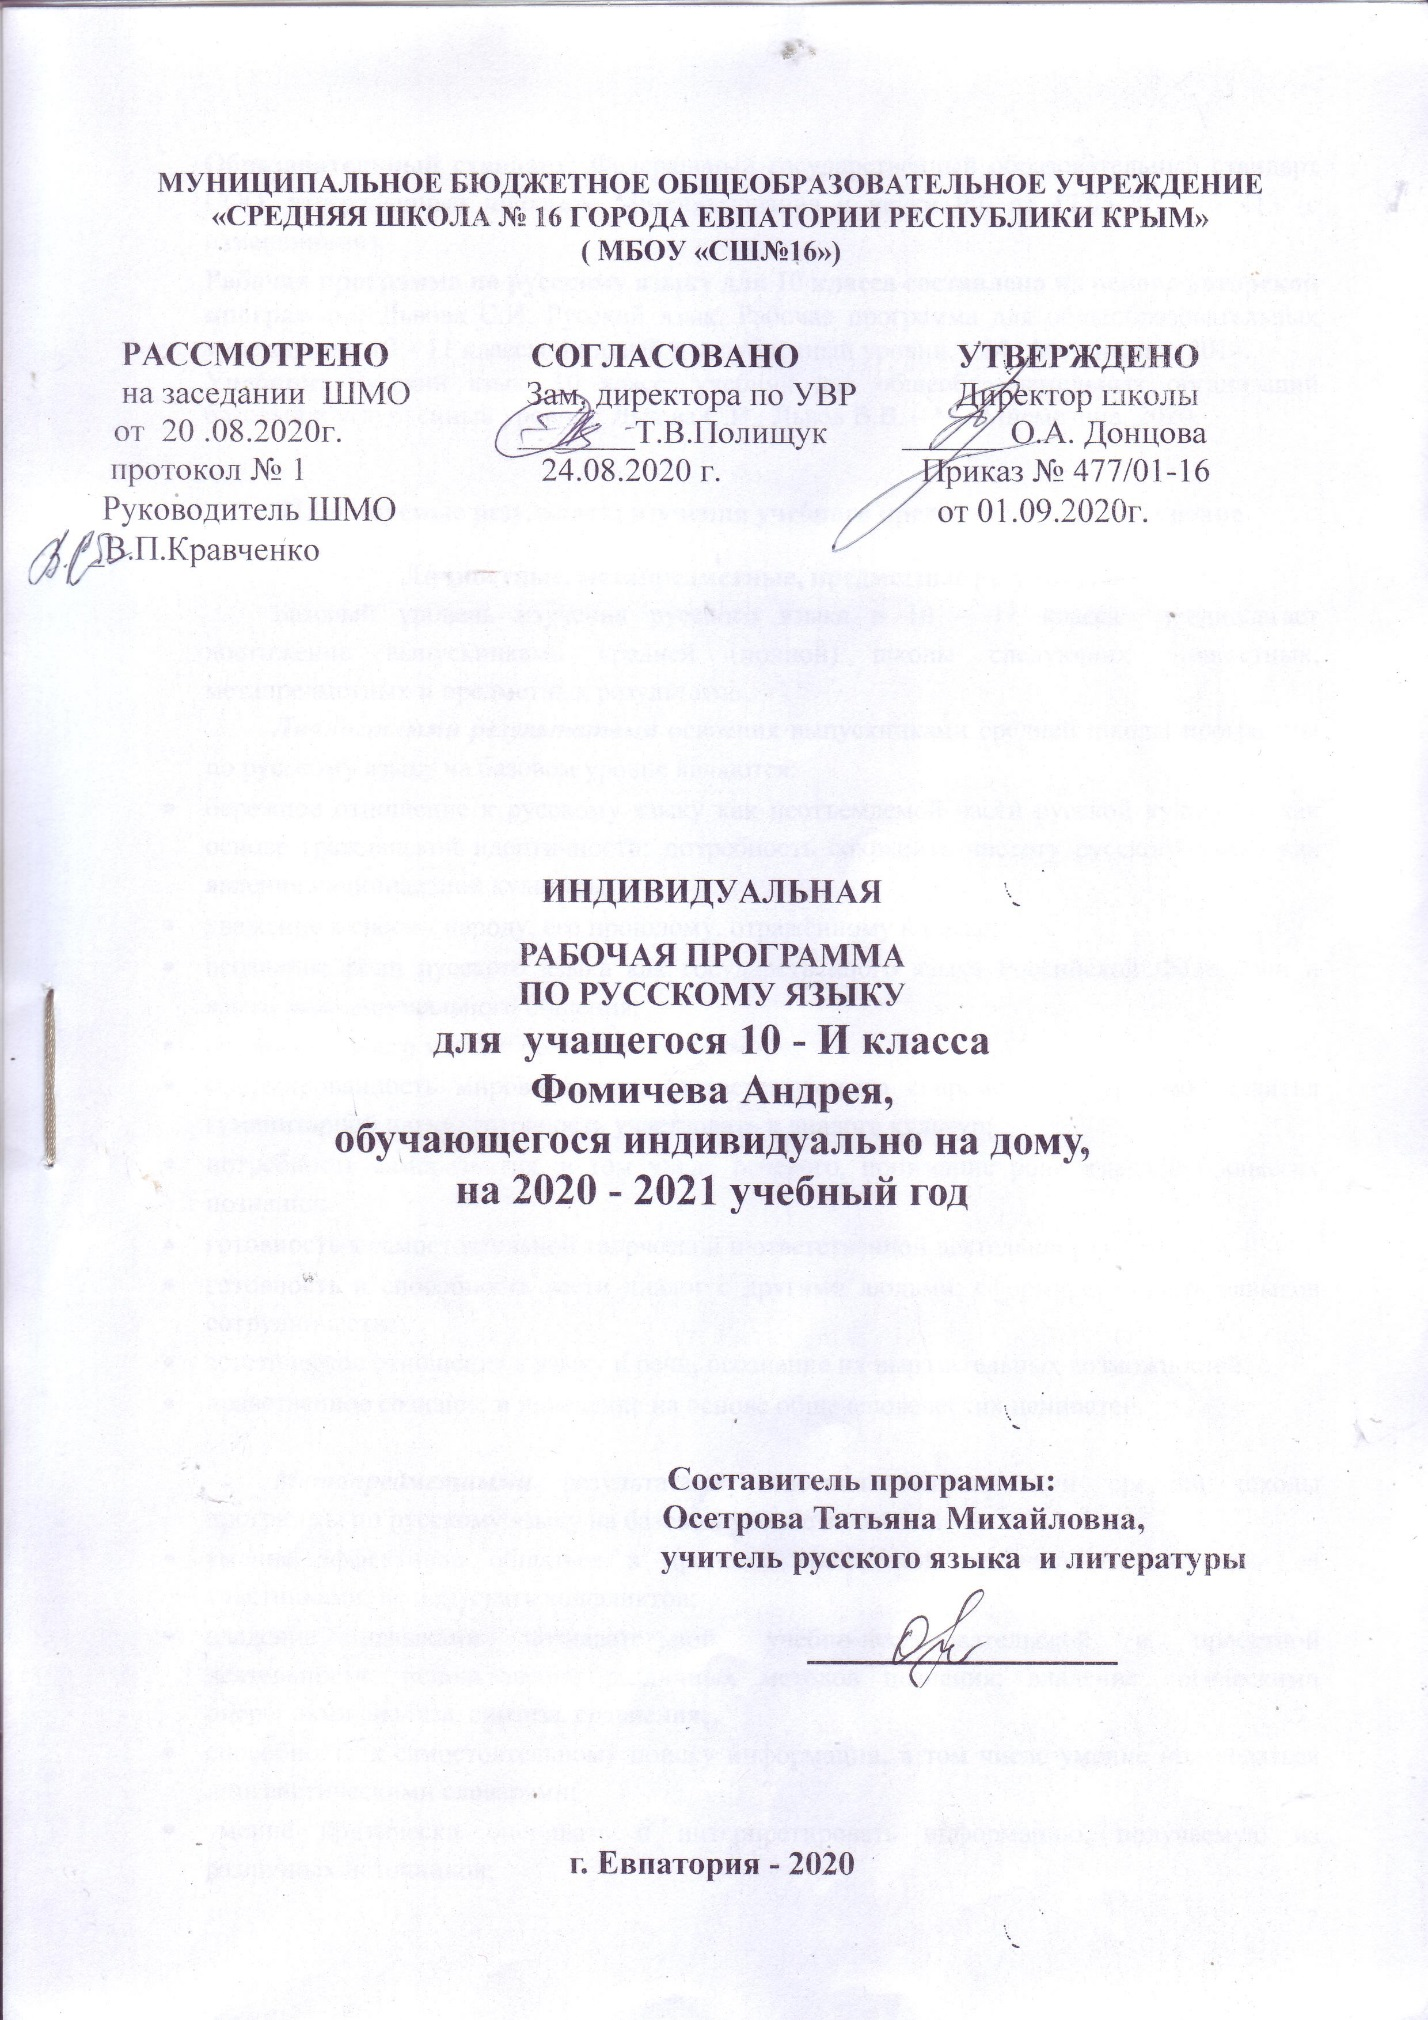 МУНИЦИПАЛЬНОЕ БЮДЖЕТНОЕ ОБЩЕОБРАЗОВАТЕЛЬНОЕ УЧРЕЖДЕНИЕ
«СРЕДНЯЯ ШКОЛА № 16 ГОРОДА ЕВПАТОРИИ РЕСПУБЛИКИ КРЫМ»
( МБОУ «СШ№16»)
РАССМОТРЕНО
на заседании ШМО
от 20 .08.2020г.
протокол № 1
Руководитель ШМО
В.П.Кравченко
СОГЛАСОВАНО
Зам. директора по УВР
Т.В.Полищук
24.08.2020 г.
УТВЕРЖДЕНО
Директор школы
О.А. Донцова
Приказ № 477/01-16
от 01.09.2020г.
ИНДИВИДУАЛЬНАЯ
РАБОЧАЯ ПРОГРАММА
ПО РУССКОМУ ЯЗЫКУ
для учащегося 10 - И класса
Фомичева Андрея,
обучающегося индивидуально на дому,
на 2020 - 2021 учебный год
Составитель программы:
Осетрова Татьяна Михайловна,
учитель русского языка и литературы
г. Евпатория - 2020